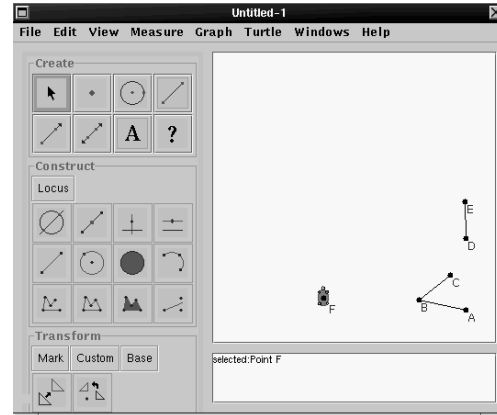 Untitled-1
File Edit View Measure Graph Turtle Windows Help
Create
A ?
Construct
Locus
Transform
Mark Custom Base
E
D
C
B
A
F
selected:Point F